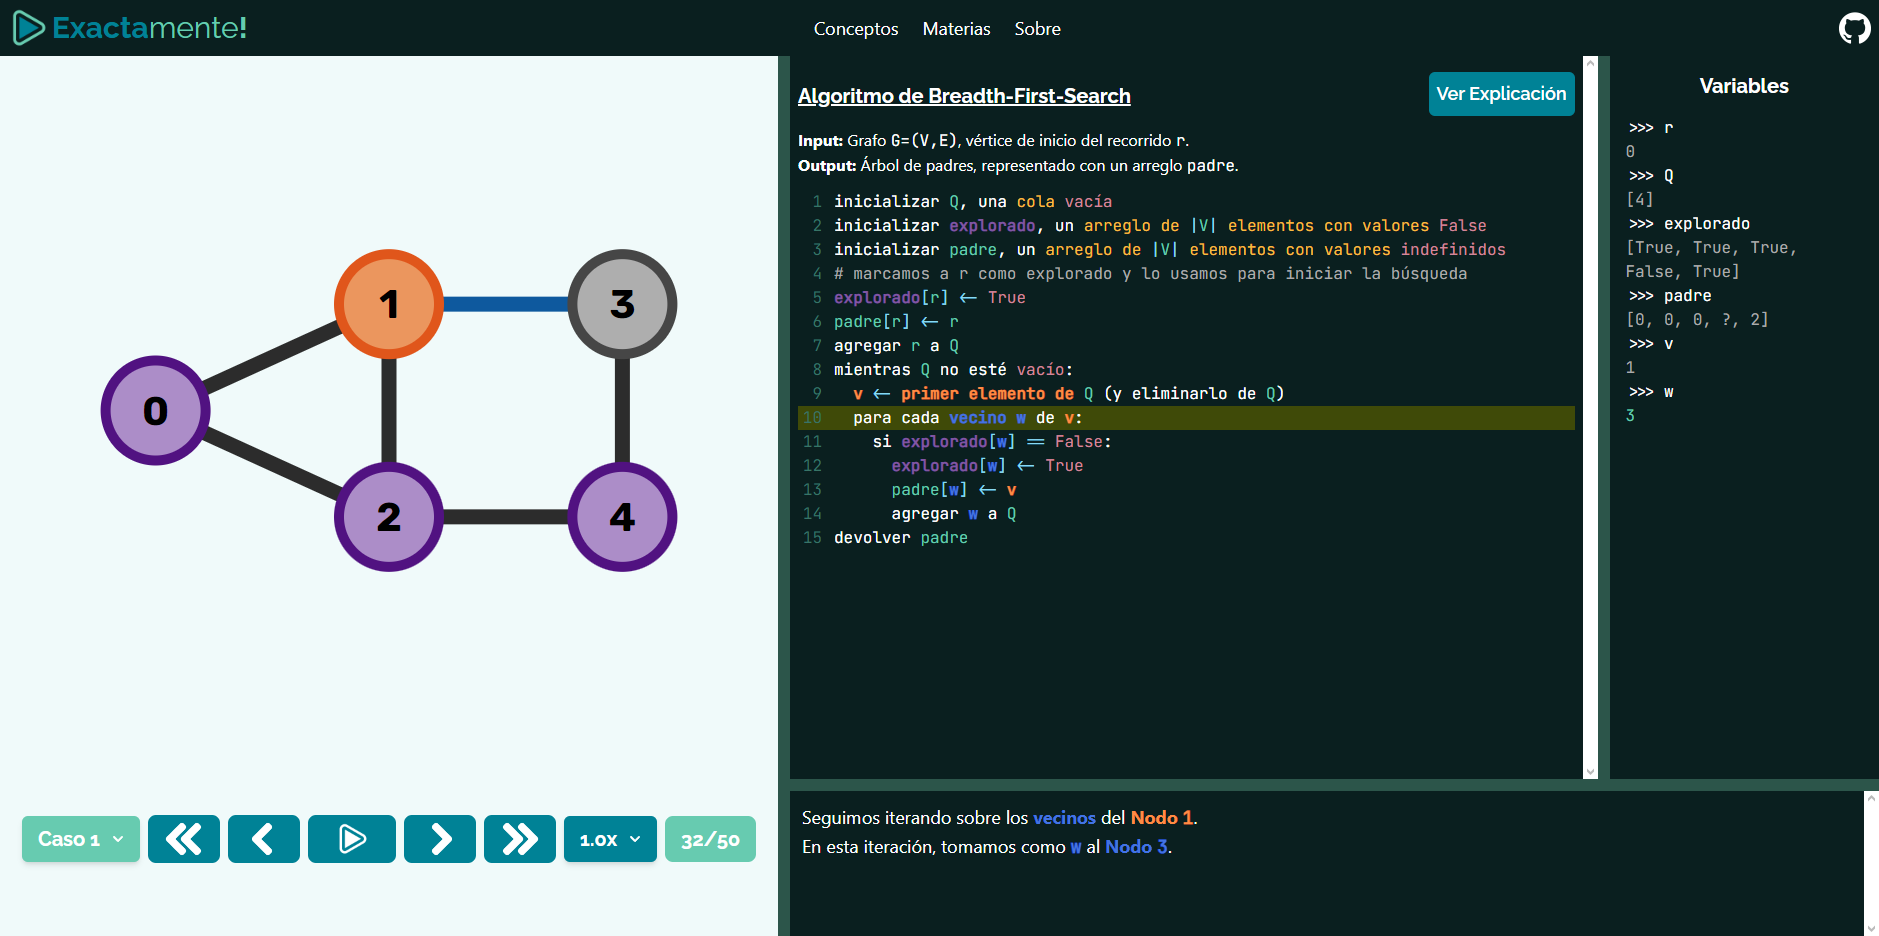 Exactamente!
Conceptos Materias Sobre
1
3
0
2
4
Caso 1
1.0x
32/50
Algoritmo de Breadth-First-Search
Ver Explicación
Input: Grafo G=(V,E), vértice de inicio del recorrido r.
Output: Árbol de padres, representado con un arreglo padre.
1 inicializar Q, una cola vacía
2 inicializar explorado, un arreglo de |V| elementos con valores False
3 inicializar padre, un arreglo de |V| elementos con valores indefinidos
4 # marcamos a r como explorado y lo usamos para iniciar la búsqueda
5 explorado[r] ← True
6 padre[r] ← r
7 agregar r a Q
8 mientras Q no esté vacío:
9 v ← primer elemento de Q (y eliminarlo de Q)
10 para cada vecino w de v:
11 si explorado[w] == False:
12 explorado[w] ← True
13 padre[w] ← v
14 agregar w a Q
15 devolver padre
Variables
>>> r
0
>>> Q
[4]
>>> explorado
[True, True, True,
False, True]
>>> padre
[0, 0, 0, ?, 2]
>>> v
1
>>> w
3
Seguimos iterando sobre los vecinos del Nodo 1.
En esta iteración, tomamos como w al Nodo 3.